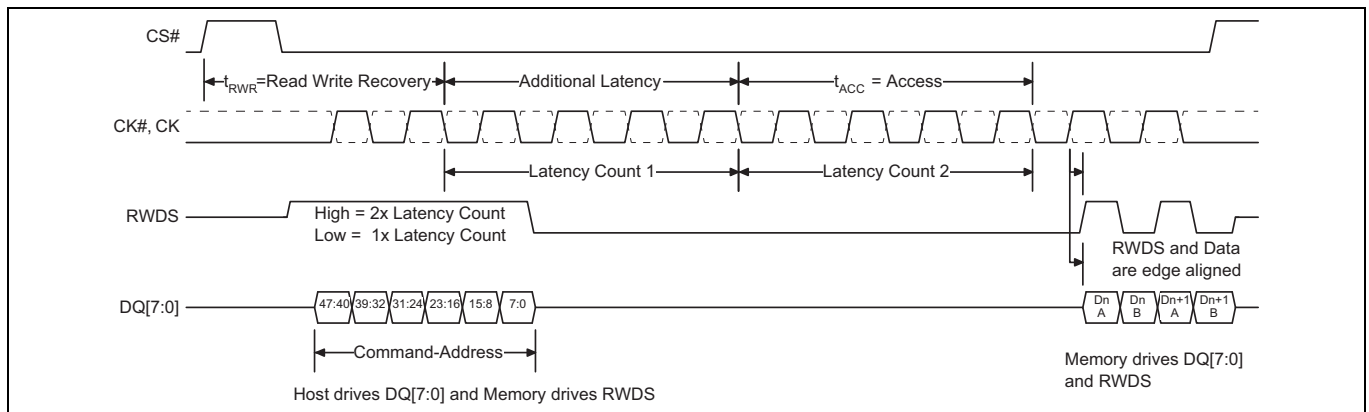 CS#
t_RWR=Read Write Recovery
Additional Latency
t_ACC = Access
CK#, CK
Latency Count 1
Latency Count 2
RWDS
High = 2x Latency Count
Low = 1x Latency Count
RWDS and Data
are edge aligned
DQ[7:0]
47:40 39:32 31:24 23:16 15:8 7:0
Dn Dn Dn+1 Dn+1
A B A B
Command-Address
Memory drives DQ[7:0]
and RWDS
Host drives DQ[7:0] and Memory drives RWDS